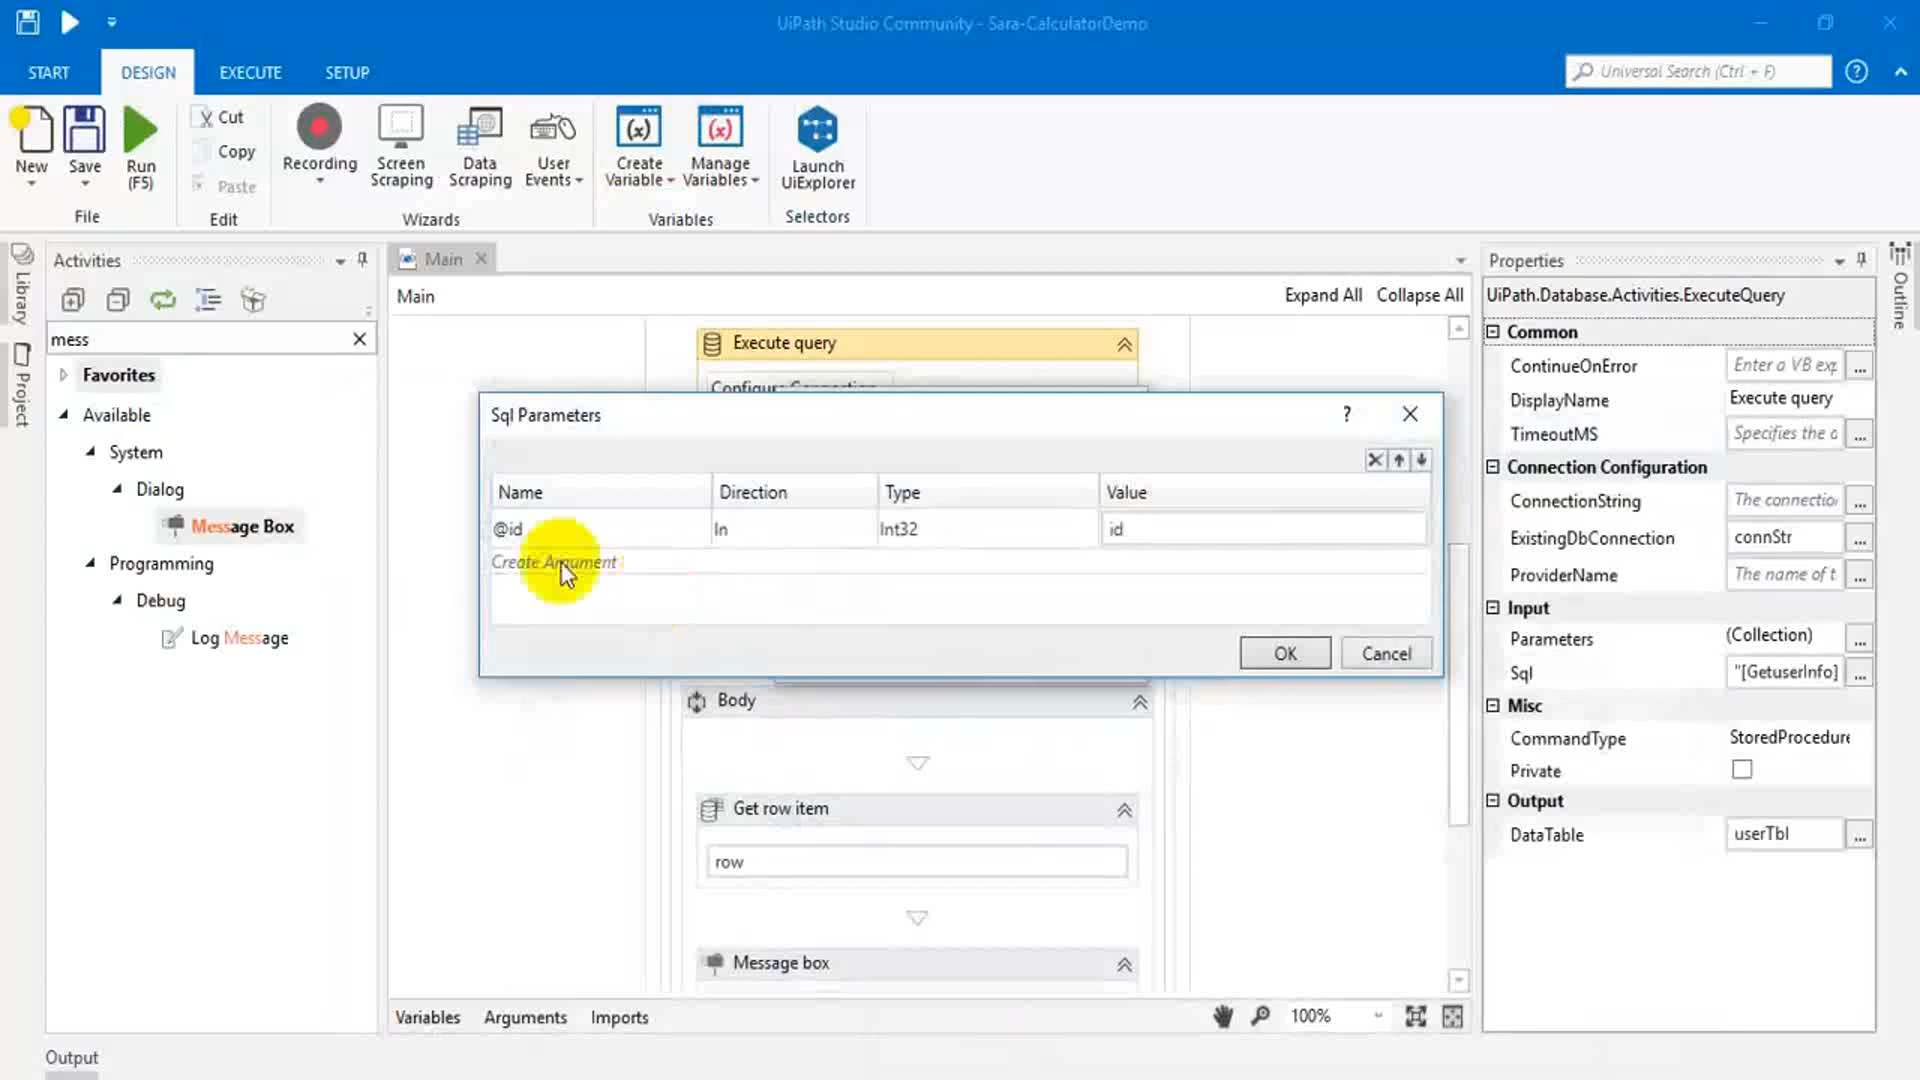 UiPath Studio Community - Sara-CalculatorDemo
START DESIGN EXECUTE SETUP
Universal Search (Ctrl + F)
New Save Run (F5)
Cut
Copy
Paste
Recording
Screen Scraping
Data Scraping
User Events
Create Variable
Manage Variables
Launch UiExplorer
File Edit Wizards Variables Selectors
Library
Project
Activities
mess
Favorites
Available
System
Dialog
Message Box
Programming
Debug
Log Message
Main
Main Expand All Collapse All
Execute query
Configure Connection
Sql Parameters ?
Name Direction Type Value
@id In Int32 id
Create Argument
OK Cancel
Body
Get row item
row
Message box
Variables Arguments Imports 100%
Output
Properties
UiPath.Database.Activities.ExecuteQuery
Common
ContinueOnError Enter a VB exp ...
DisplayName Execute query
TimeoutMS Specifies the a ...
Connection Configuration
ConnectionString The connectio ...
ExistingDbConnection connStr ...
ProviderName The name of t ...
Input
Parameters (Collection) ...
Sql "[GetuserInfo] ...
Misc
CommandType StoredProcedure
Private
Output
DataTable userTbl ...
Outline